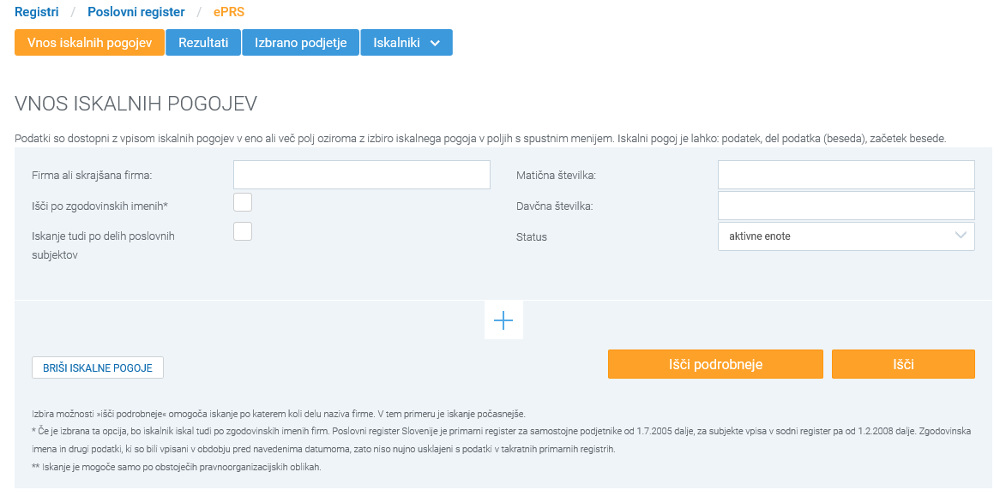 Registri / Poslovni register / ePRS
Vnos iskalnih pogojev Rezultati Izbrano podjetje Iskalniki
VNOS ISKALNIH POGOJEV
Podatki so dostopni z vpisom iskalnih pogojev v eno ali več polj oziroma z izbiro iskalnega pogoja v poljih s spustnim menijem. Iskalni pogoj je lahko: podatek, del podatka (beseda), začetek besede.
Firma ali skrajšana firma:
Matična številka:
Išči po zgodovinskih imenih*
Davčna številka:
Iskanje tudi po delih poslovnih
subjektov
Status
aktivne enote
BRIŠI ISKALNE POGOJE
Išči podrobneje
Išči
Izbira možnosti »išči podrobneje« omogoča iskanje po katerem koli delu naziva firme. V tem primeru je iskanje počasnejše.
* Če je izbrana ta opcija, bo iskalnik iskal tudi po zgodovinskih imenih firm. Poslovni register Slovenije je primarni register za samostojne podjetnike od 1.7.2005 dalje, za subjekte vpisa v sodni register pa od 1.2.2008 dalje. Zgodovinska
imena in drugi podatki, ki so bili vpisani v obdobju pred navedenima datumoma, zato niso nujno usklajeni s podatki v takratnih primarnih registrih.
** Iskanje je mogoče samo po obstoječih pravnoorganizacijskih oblikah.